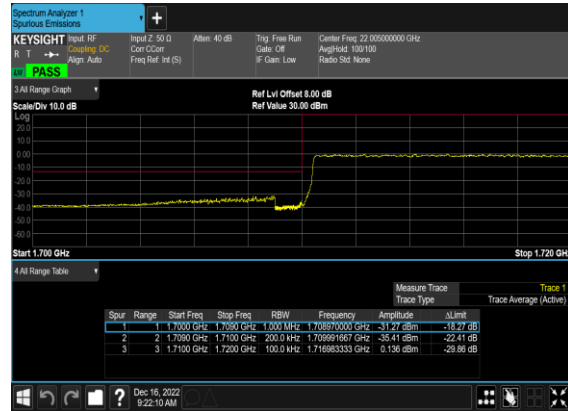 Spectrum Analyzer 1
Spurious Emissions
+
KEYSIGHT Input: RF Input Z: 50 Ω Atten: 40 dB Trig: Free Run Center Freq: 22.005000000 GHz
R T Coupling: DC Corr CCorr Gate: Off Avg|Hold: 100/100
Align: Auto Freq Ref: Int (S) IF Gain: Low Radio Std: None
LW PASS
3 All Range Graph
Ref Lvl Offset 8.00 dB
Scale/Div 10.0 dB Ref Value 30.00 dBm
Log
20.0
10.0
0.00
-10.0
-20.0
-30.0
-40.0
-50.0
-60.0
Start 1.700 GHz Stop 1.720 GHz
4 All Range Table
Measure Trace Trace 1
Trace Type Trace Average (Active)
Spur Range Start Freq Stop Freq RBW Frequency Amplitude ΔLimit
1 1 1.7000 GHz 1.7090 GHz 1.000 MHz 1.708970000 GHz -31.27 dBm -18.27 dB
2 2 1.7090 GHz 1.7100 GHz 200.0 kHz 1.709991667 GHz -35.41 dBm -22.41 dB
3 3 1.7100 GHz 1.7200 GHz 100.0 kHz 1.716983333 GHz 0.136 dBm -29.86 dB
? Dec 16, 2022
9:22:10 AM